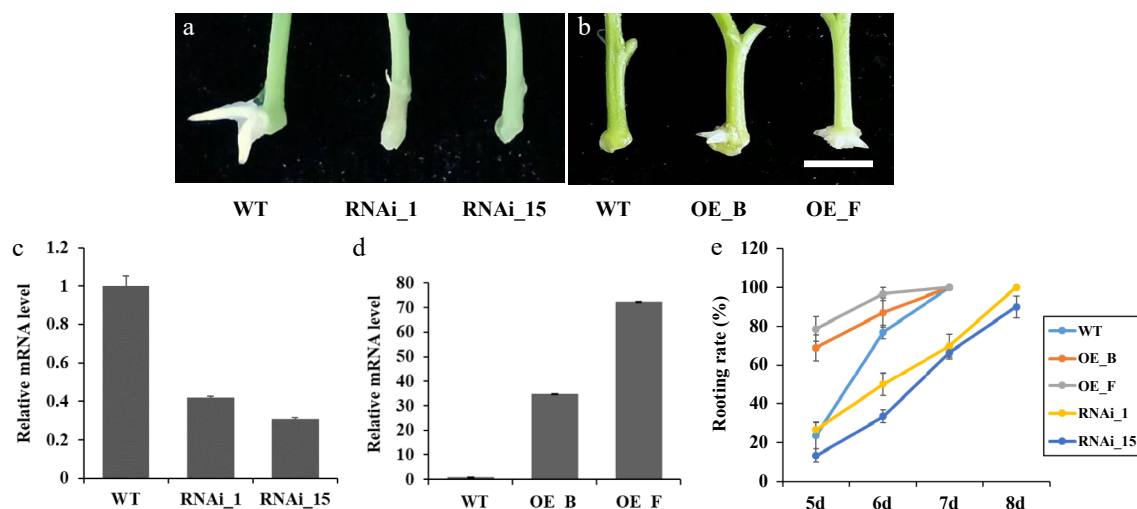 a
b
WT RNAi_1 RNAi_15 WT OE_B OE_F
c
Relative mRNA level
1.2
1
0.8
0.6
0.4
0.2
0
WT RNAi_1 RNAi_15
d
Relative mRNA level
80
70
60
50
40
30
20
10
0
WT OE_B OE_F
e
Rooting rate (%)
120
100
80
60
40
20
0
5d 6d 7d 8d
WT
OE_B
OE_F
RNAi_1
RNAi_15